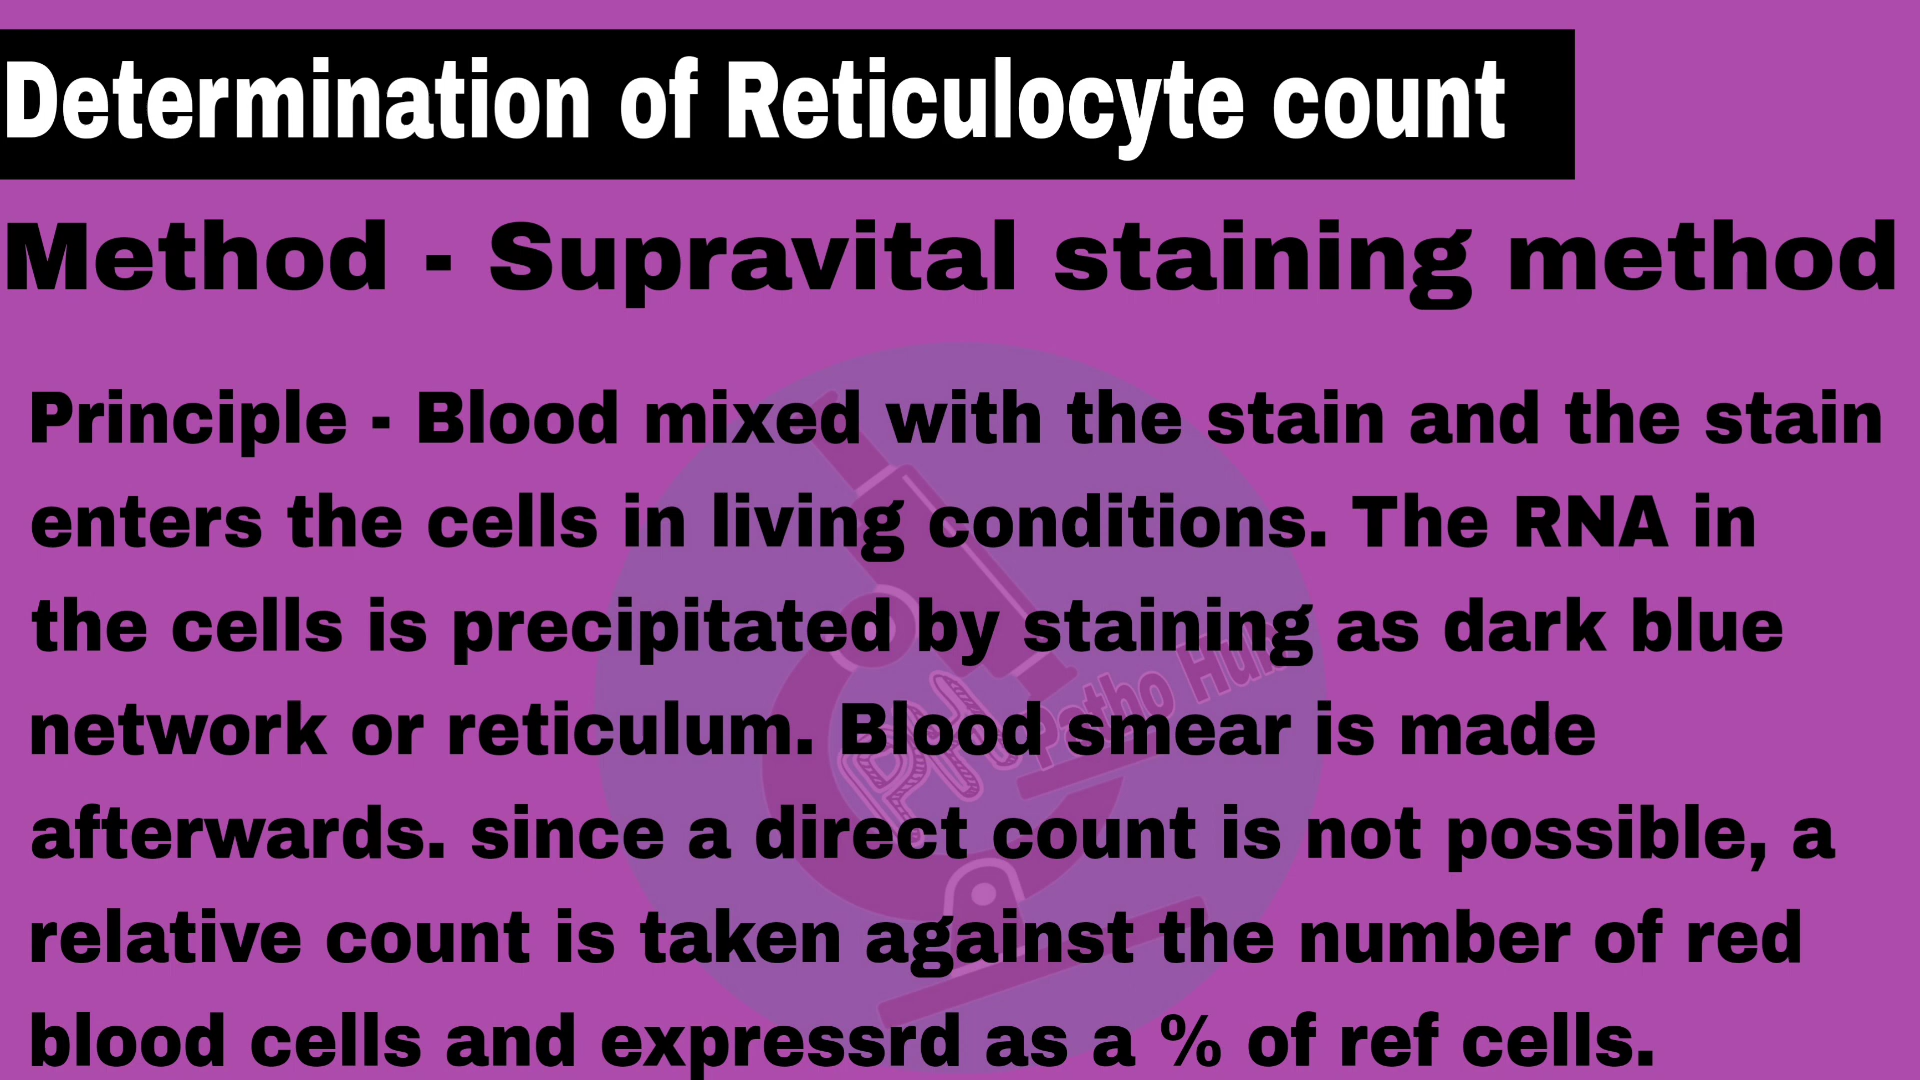 Determination of Reticulocyte count
Method - Supravital staining method
Principle - Blood mixed with the stain and the stain
enters the cells in living conditions. The RNA in
the cells is precipitated by staining as dark blue
network or reticulum. Blood smear is made
afterwards. since a direct count is not possible, a
relative count is taken against the number of red
blood cells and expressrd as a % of ref cells.
PH
Patho Hub